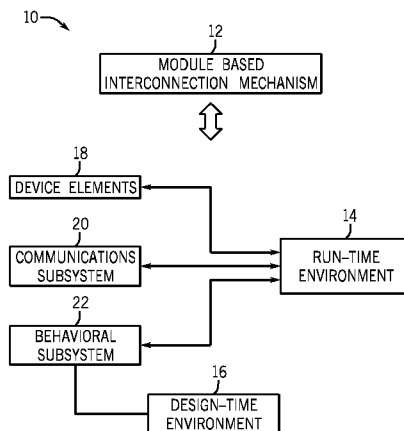 10
12
MODULE BASED
INTERCONNECTION MECHANISM
18
DEVICE ELEMENTS
20
COMMUNICATIONS
SUBSYSTEM
14
RUN-TIME
ENVIRONMENT
22
BEHAVIORAL
SUBSYSTEM
16
DESIGN-TIME
ENVIRONMENT